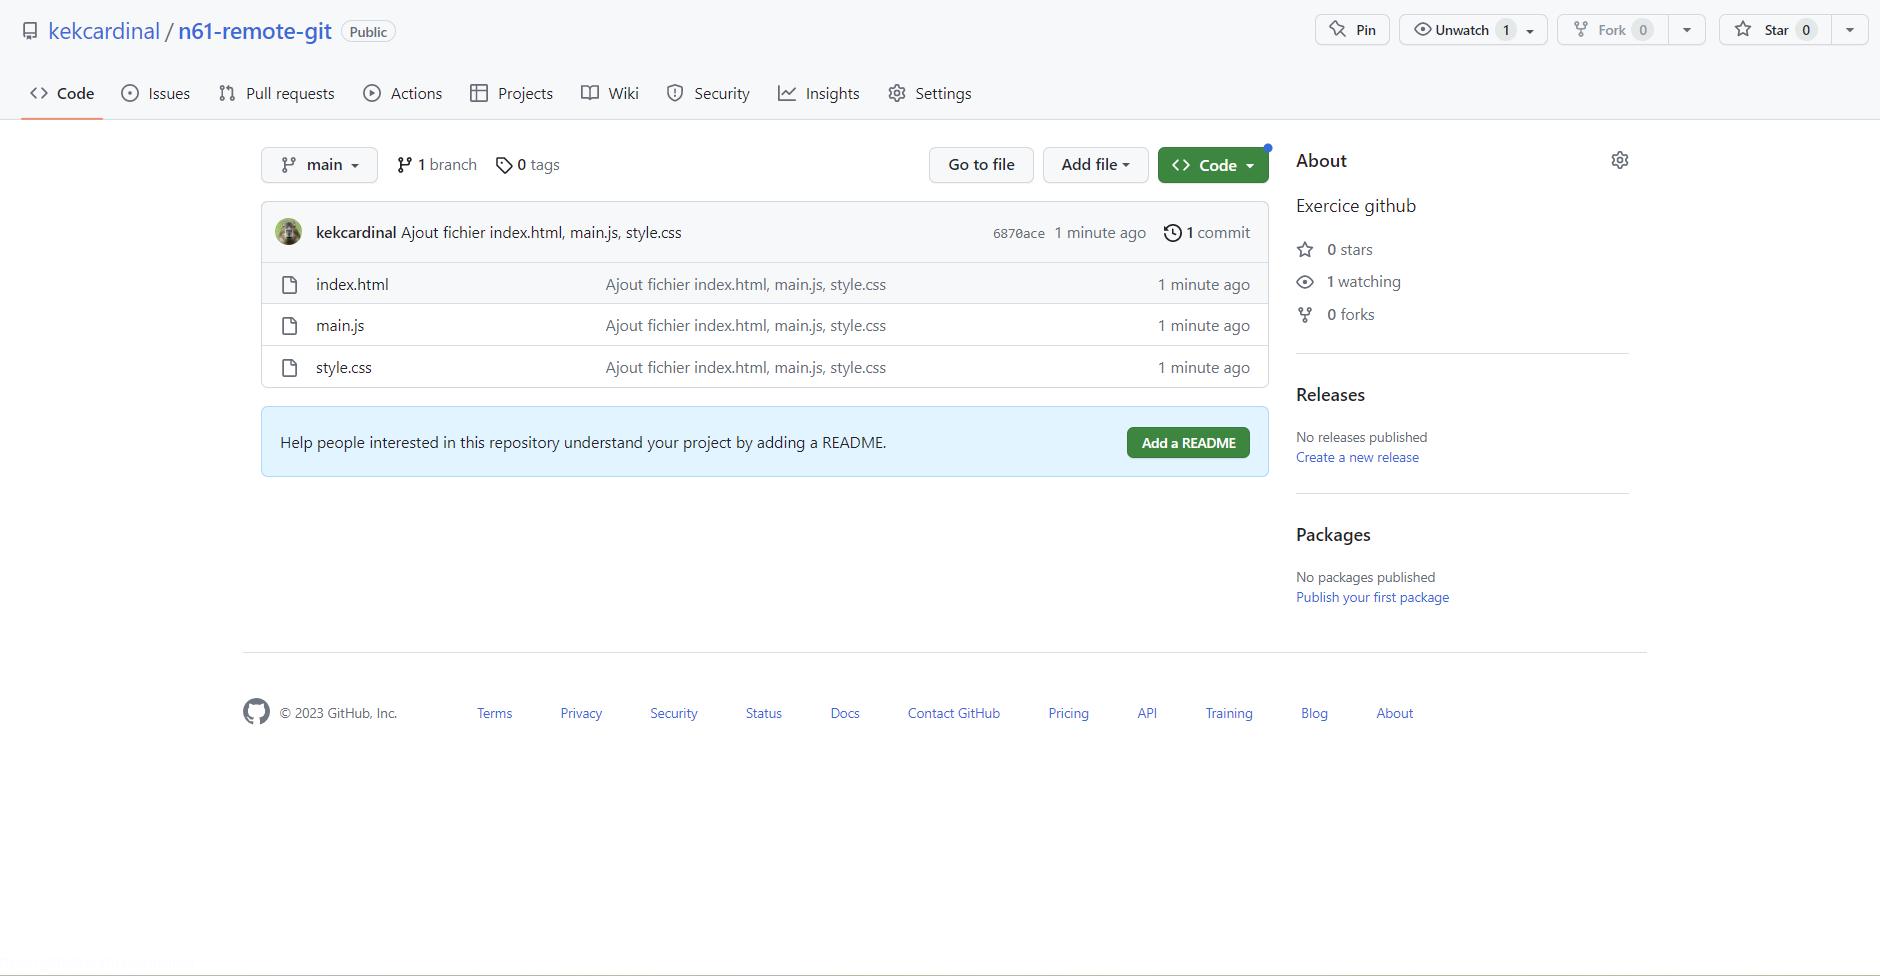 kekcardinal / n61-remote-git Public
Pin Unwatch 1 Fork 0 Star 0
Code Issues Pull requests Actions Projects Wiki Security Insights Settings
main 1 branch 0 tags Go to file Add file Code
kekcardinal Ajout fichier index.html, main.js, style.css 6870ace 1 minute ago 1 commit
index.html Ajout fichier index.html, main.js, style.css 1 minute ago
main.js Ajout fichier index.html, main.js, style.css 1 minute ago
style.css Ajout fichier index.html, main.js, style.css 1 minute ago
Help people interested in this repository understand your project by adding a README. Add a README
About
Exercice github
0 stars
1 watching
0 forks
Releases
No releases published
Create a new release
Packages
No packages published
Publish your first package
© 2023 GitHub, Inc. Terms Privacy Security Status Docs Contact GitHub Pricing API Training Blog About